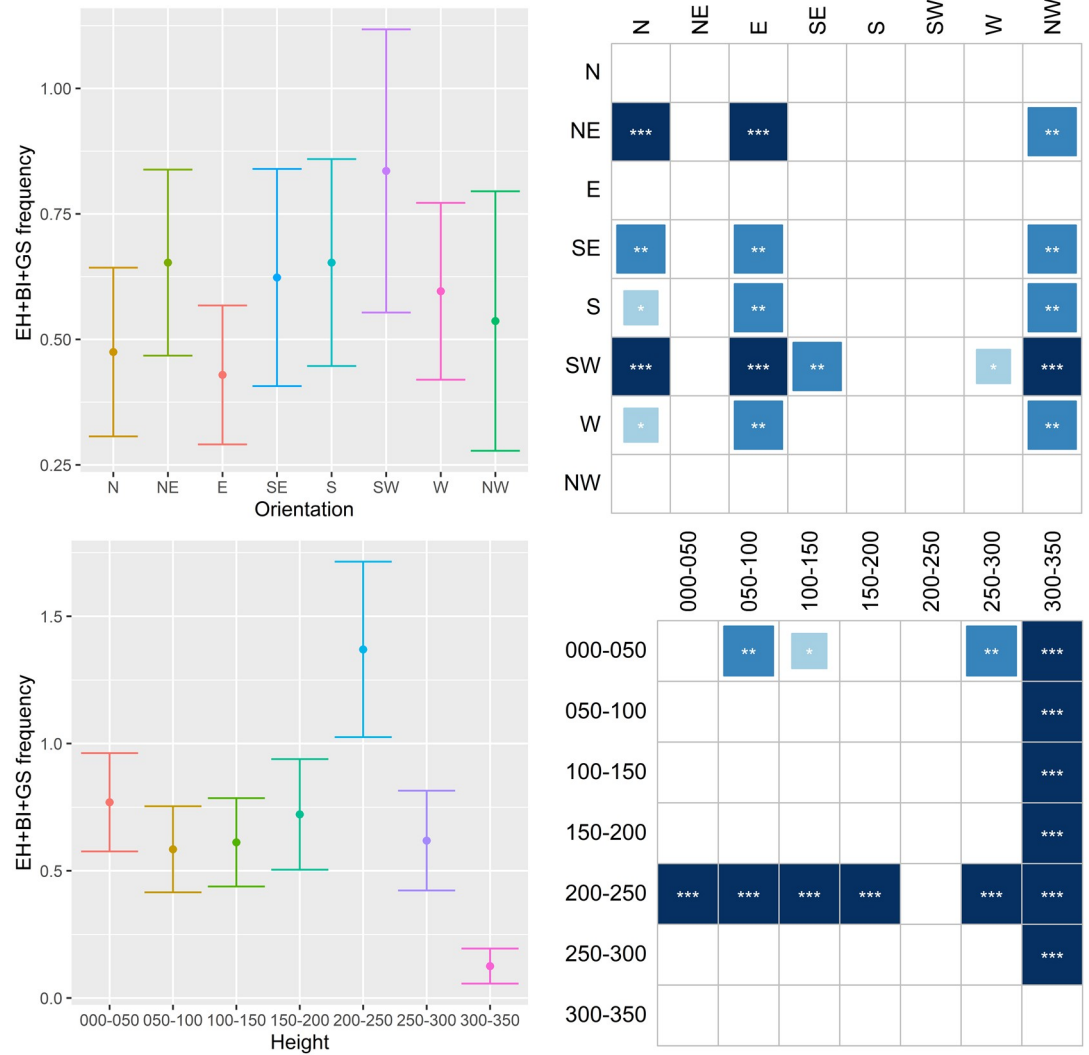 EH+BI+GS frequency
1.00
0.75
0.50
0.25
N NE E SE S SW W NW
Orientation
N NE E SE S SW W NW
N
NE *** *** **
E
SE ** ** **
S * ** **
SW *** *** ** * ***
W * ** **
NW
EH+BI+GS frequency
1.5
1.0
0.5
0.0
000-050 050-100 100-150 150-200 200-250 250-300 300-350
Height
000-050 050-100 100-150 150-200 200-250 250-300 300-350
000-050 ** * ** ***
050-100 ***
100-150 ***
150-200 ***
200-250 *** *** *** *** *** ***
250-300 ***
300-350